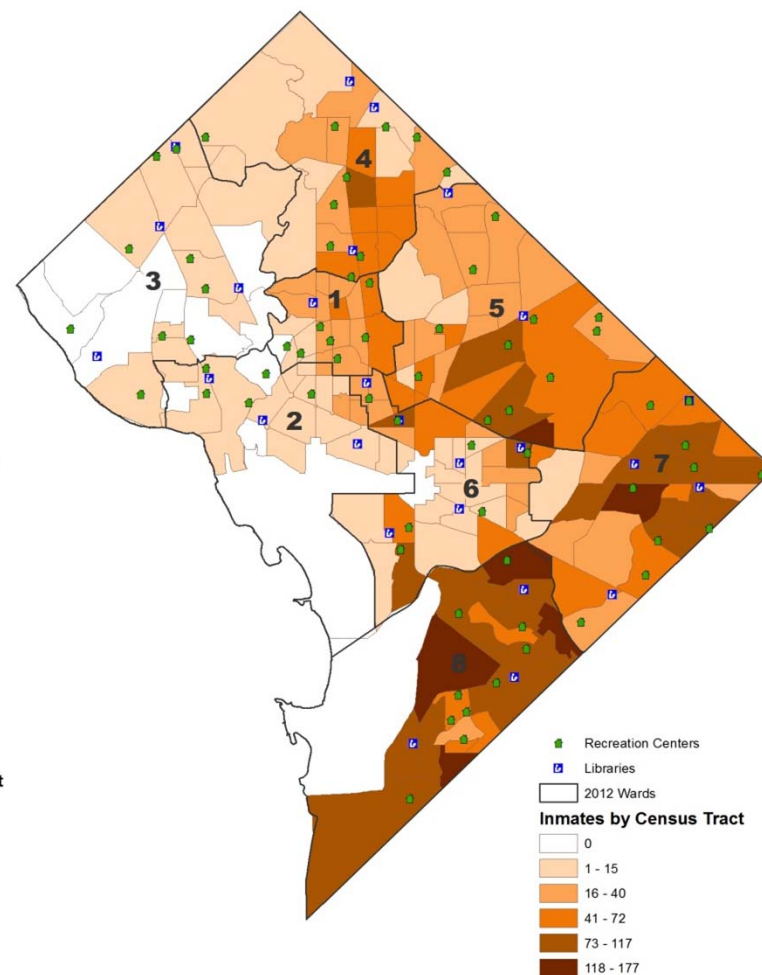 4
3
1
5
2
7
6
8
t
Recreation Centers
Libraries
2012 Wards
Inmates by Census Tract
0
1 - 15
16 - 40
41 - 72
73 - 117
118 - 177